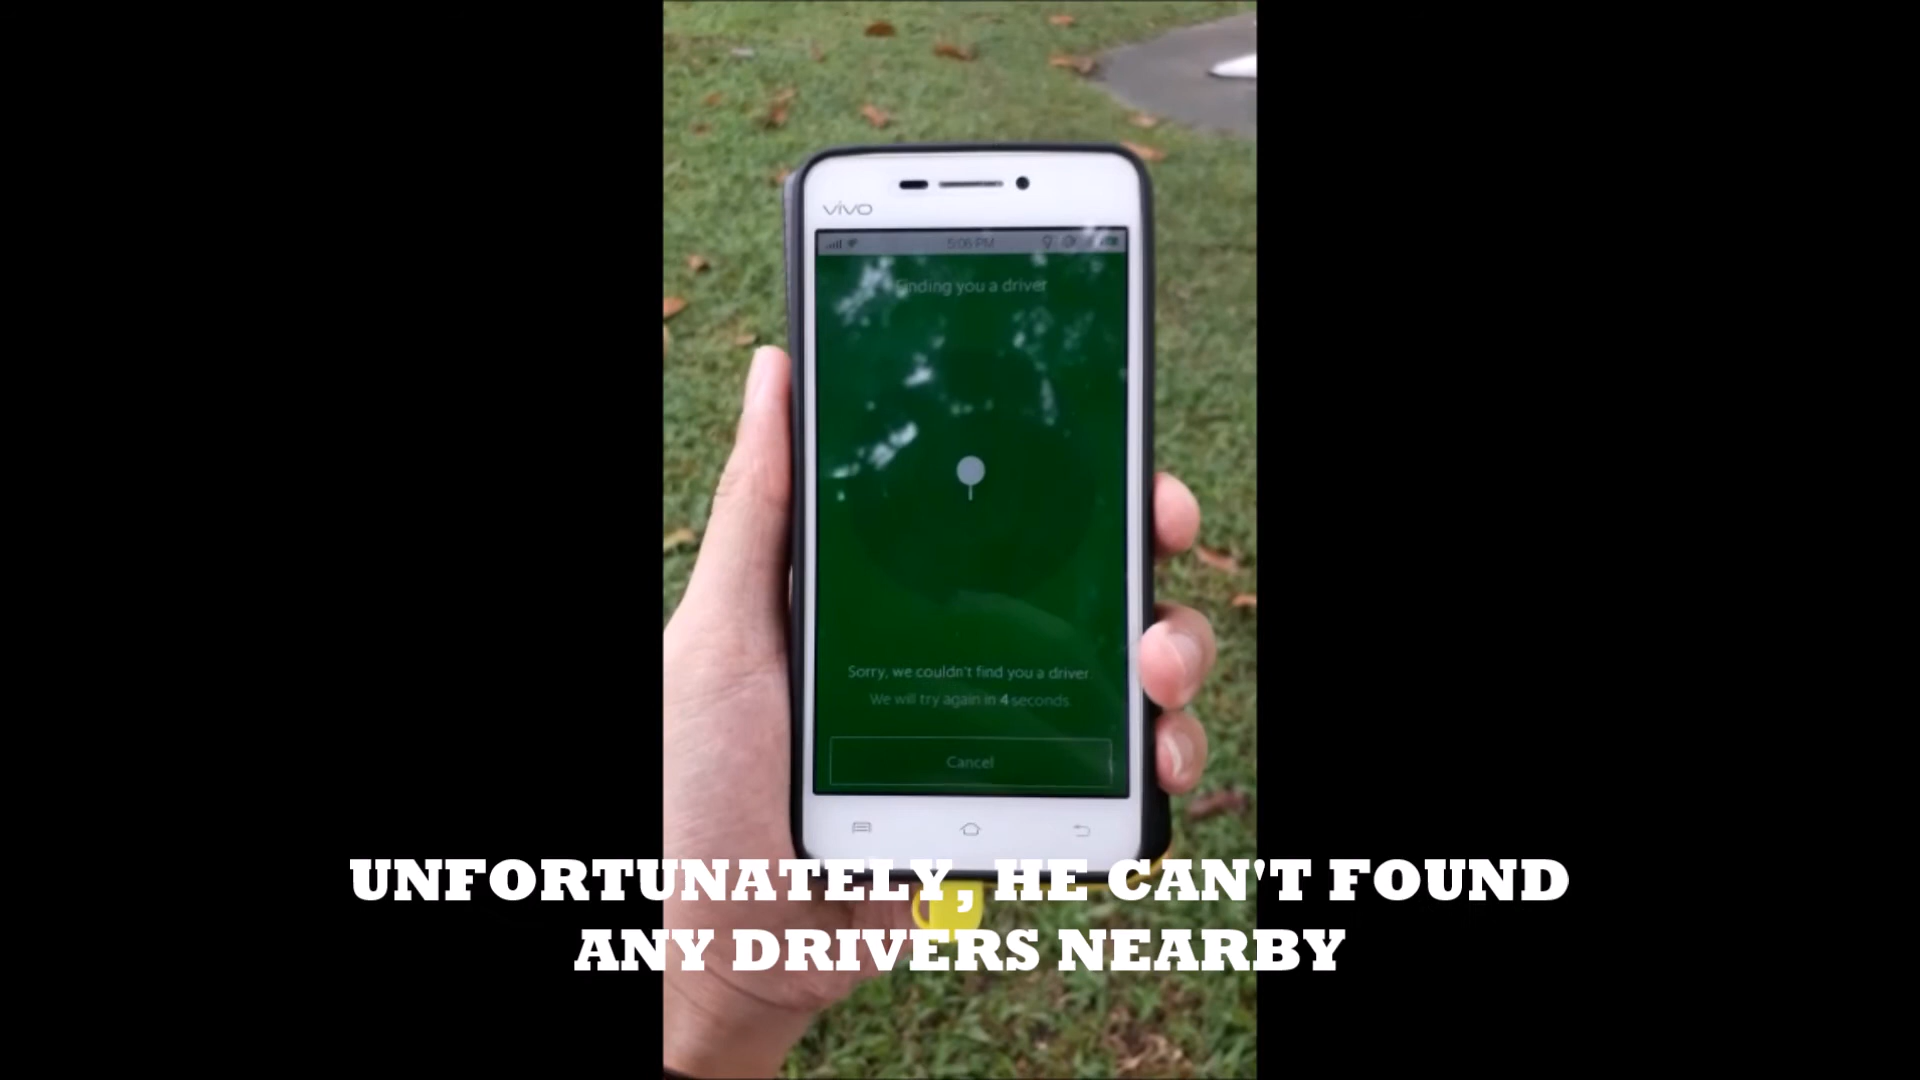 vivo
5:06 PM
Finding you a driver
Sorry, we couldn't find you a driver.
We will try again in 4 seconds.
Cancel
UNFORTUNATELY, HE CAN'T FOUND
ANY DRIVERS NEARBY